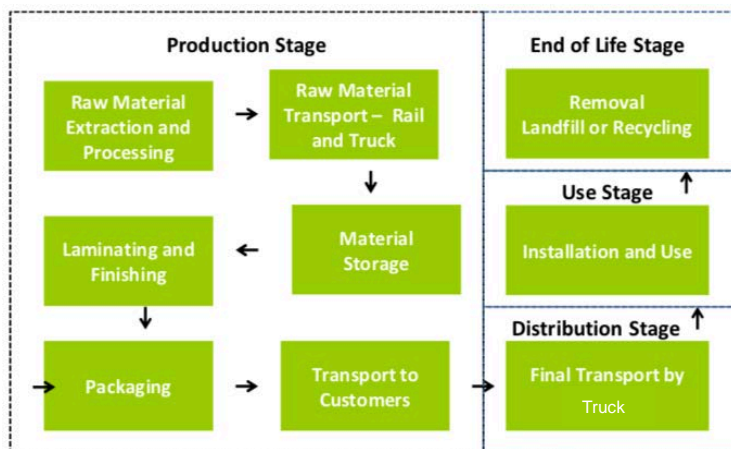 Production Stage
Raw Material
Extraction and
Processing
Raw Material
Transport – Rail
and Truck
Laminating and
Finishing
Material
Storage
Packaging
Transport to
Customers
End of Life Stage
Removal
Landfill or Recycling
Use Stage
Installation and Use
Distribution Stage
Final Transport by
Truck